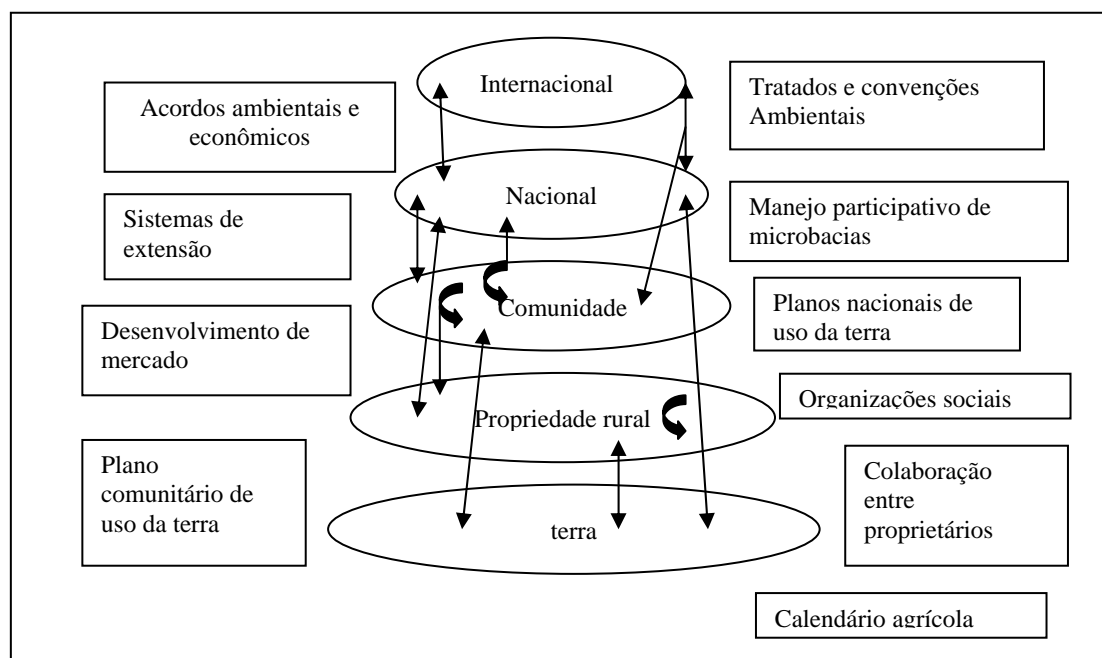 Internacional
Acordos ambientais e
econômicos
Tratados e convenções
Ambientais
Nacional
Sistemas de
extensão
Manejo participativo de
microbacias
Comunidade
Planos nacionais de
uso da terra
Desenvolvimento de
mercado
Organizações sociais
Propriedade rural
Plano
comunitário de
uso da terra
Colaboração
entre
proprietários
terra
Calendário agrícola